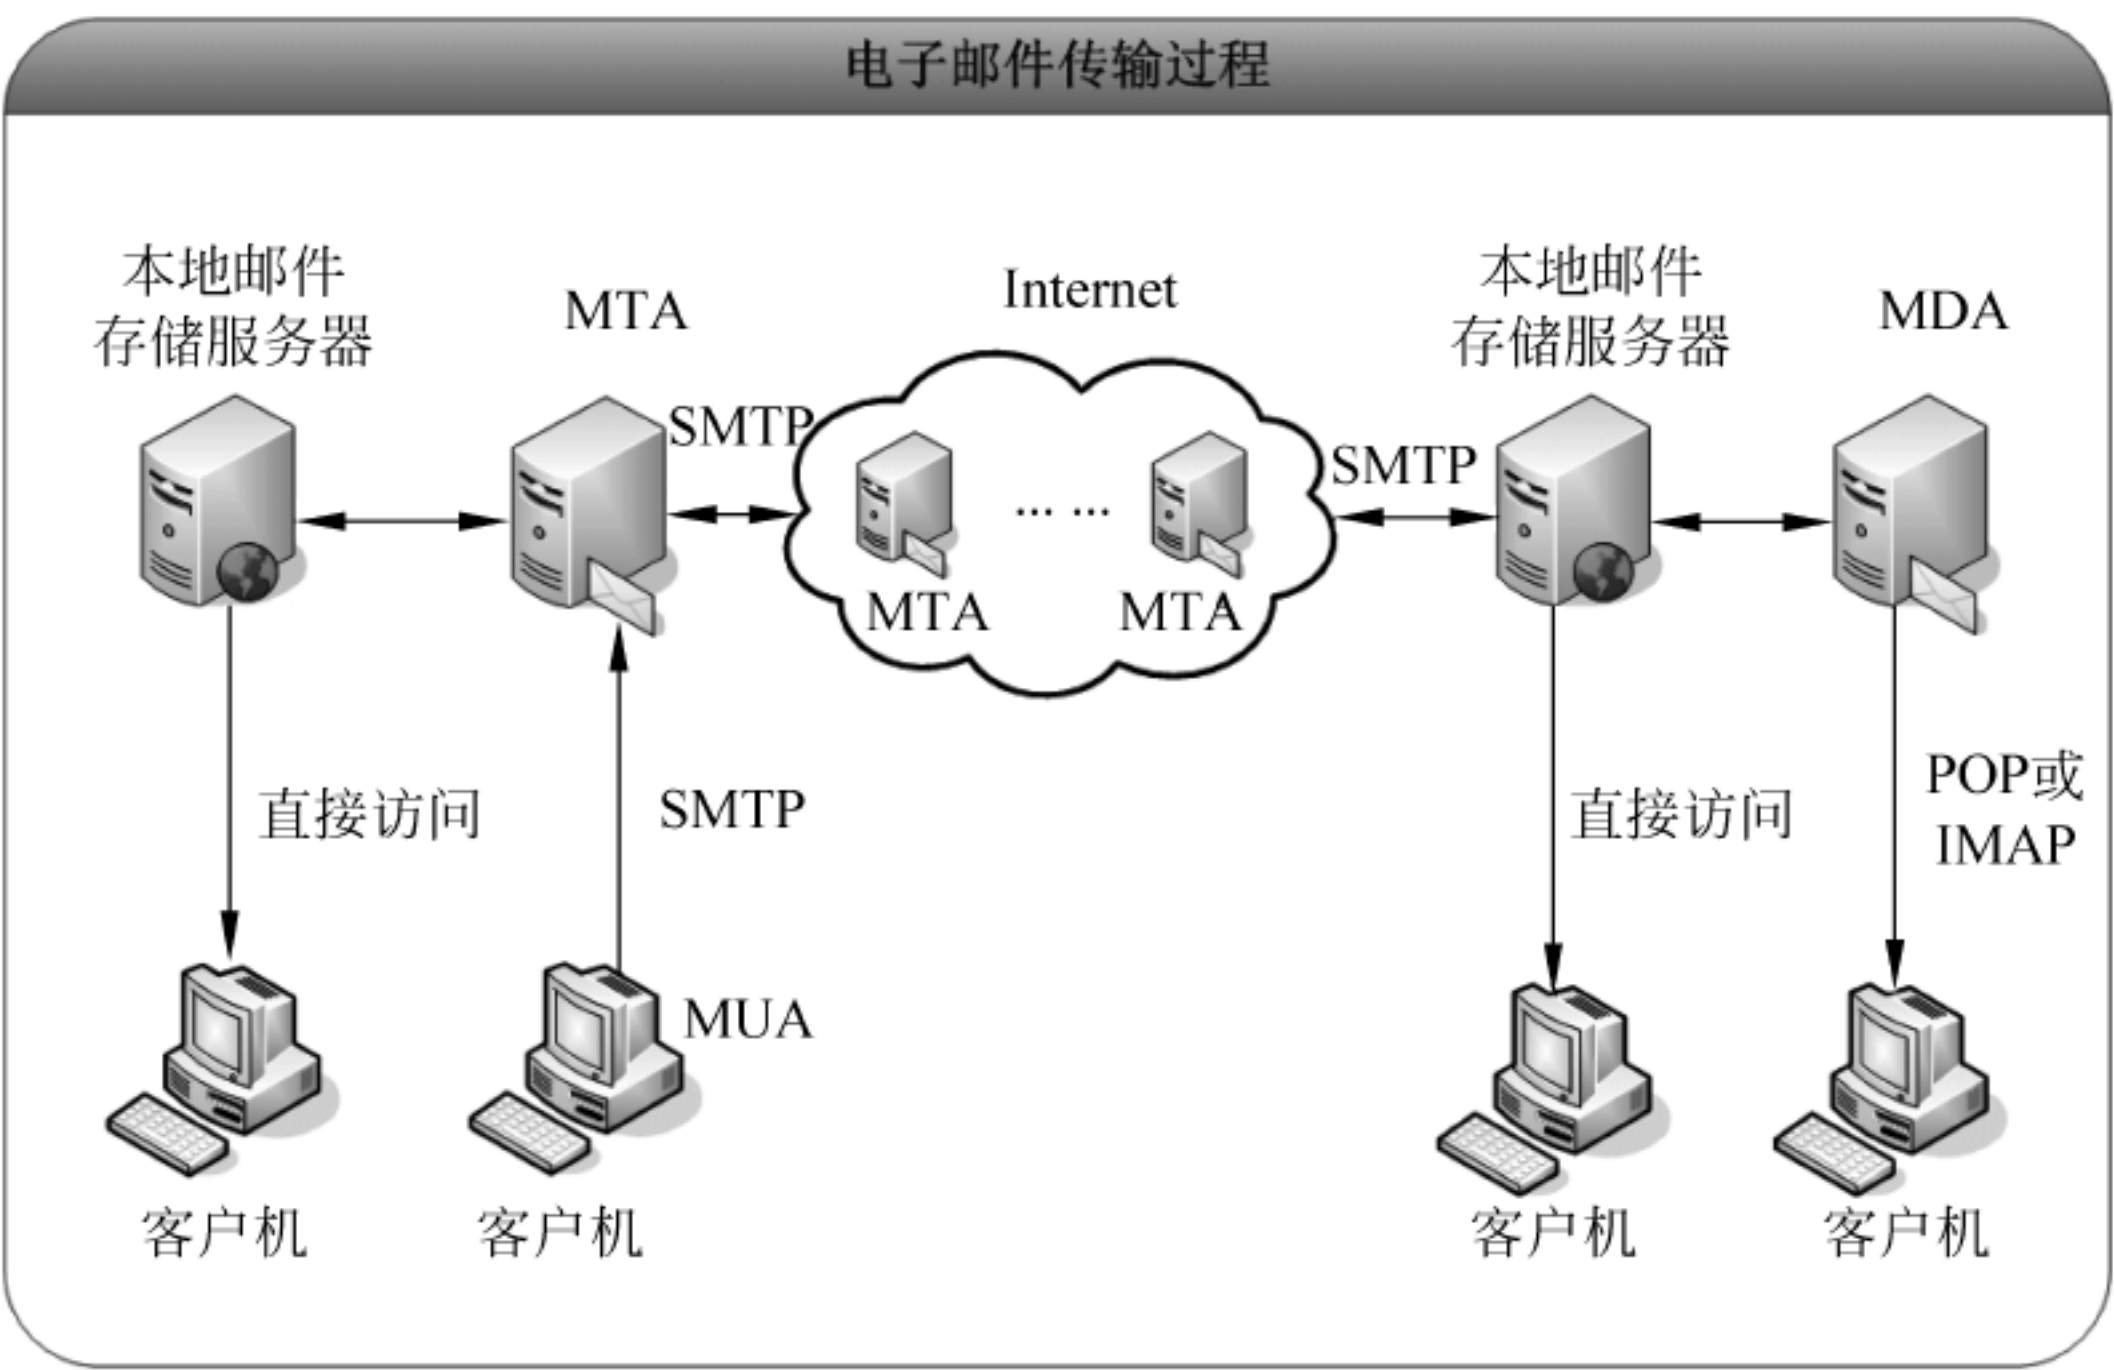 电子邮件传输过程
本地邮件
存储服务器
MTA
Internet
本地邮件
存储服务器
MDA
SMTP
SMTP
… …
MTA
MTA
直接访问
SMTP
直接访问
POP或
IMAP
MUA
客户机
客户机
客户机
客户机